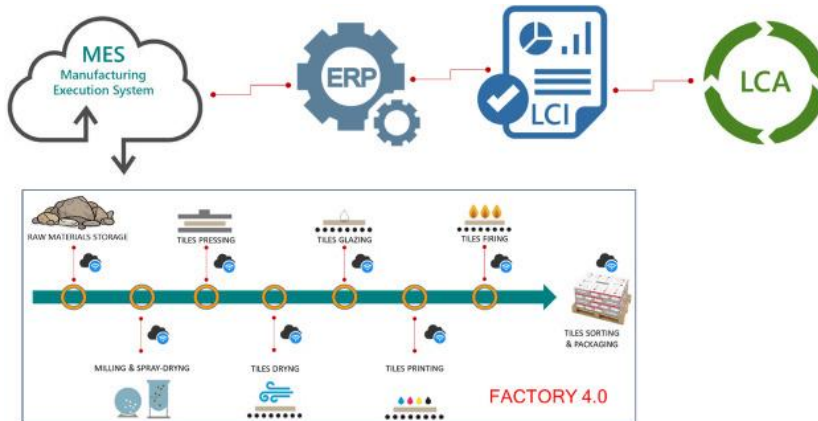 MES
Manufacturing
Execution System
ERP
LCI
LCA
RAW MATERIALS STORAGE
TILES PRESSING
TILES GLAZING
TILES FIRING
TILES SORTING
& PACKAGING
MILLING & SPRAY-DRYNG
TILES DRYNG
TILES PRINTING
FACTORY 4.0